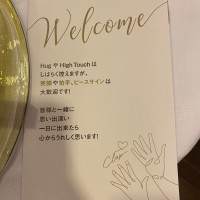 Welcome
Hug や High Touch は
しばらく控えますが、
笑顔や拍手、ピースサインは
大歓迎です!
皆様と一緒に
思い出深い
一日に出来たら
心からうれしく思います!
Clap